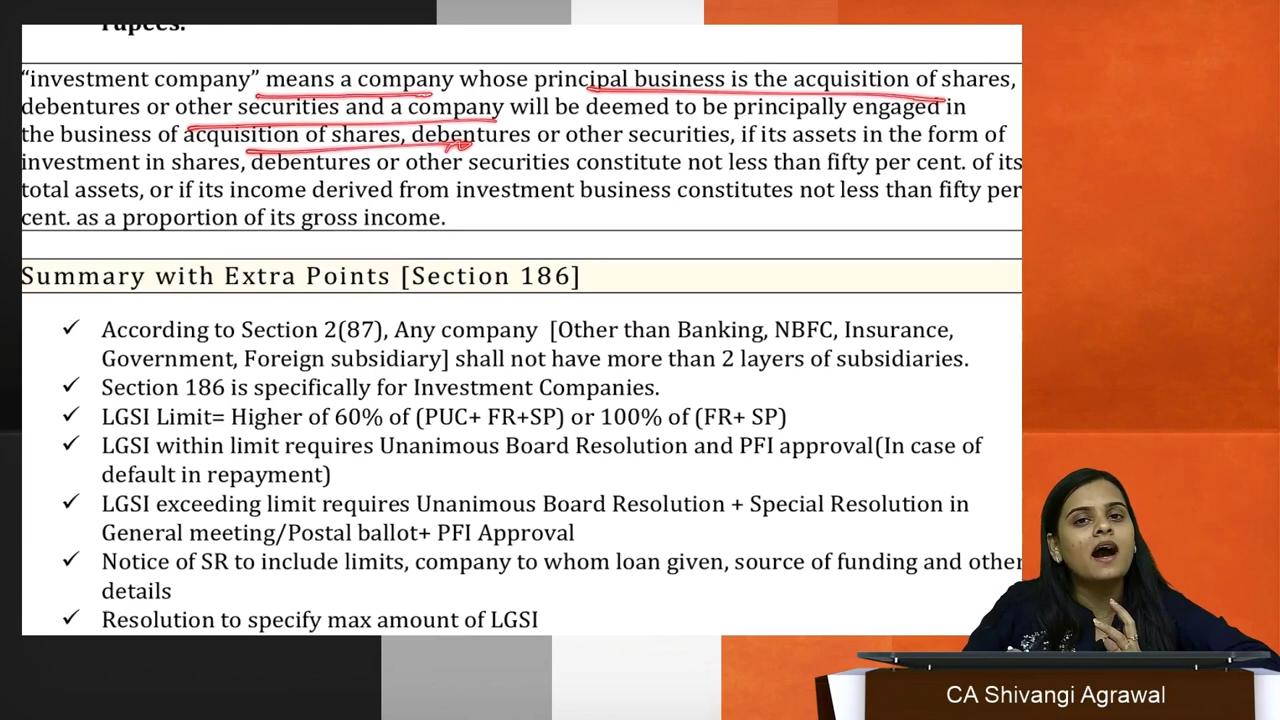 rupees.
“investment company” means a company whose principal business is the acquisition of shares,
debentures or other securities and a company will be deemed to be principally engaged in
the business of acquisition of shares, debentures or other securities, if its assets in the form of
investment in shares, debentures or other securities constitute not less than fifty per cent. of its
total assets, or if its income derived from investment business constitutes not less than fifty per
cent. as a proportion of its gross income.
Summary with Extra Points [Section 186]
✓ According to Section 2(87), Any company [Other than Banking, NBFC, Insurance,
Government, Foreign subsidiary] shall not have more than 2 layers of subsidiaries.
✓ Section 186 is specifically for Investment Companies.
✓ LGSI Limit= Higher of 60% of (PUC+ FR+SP) or 100% of (FR+ SP)
✓ LGSI within limit requires Unanimous Board Resolution and PFI approval(In case of
default in repayment)
✓ LGSI exceeding limit requires Unanimous Board Resolution + Special Resolution in
General meeting/Postal ballot+ PFI Approval
✓ Notice of SR to include limits, company to whom loan given, source of funding and other
details
✓ Resolution to specify max amount of LGSI
CA Shivangi Agrawal